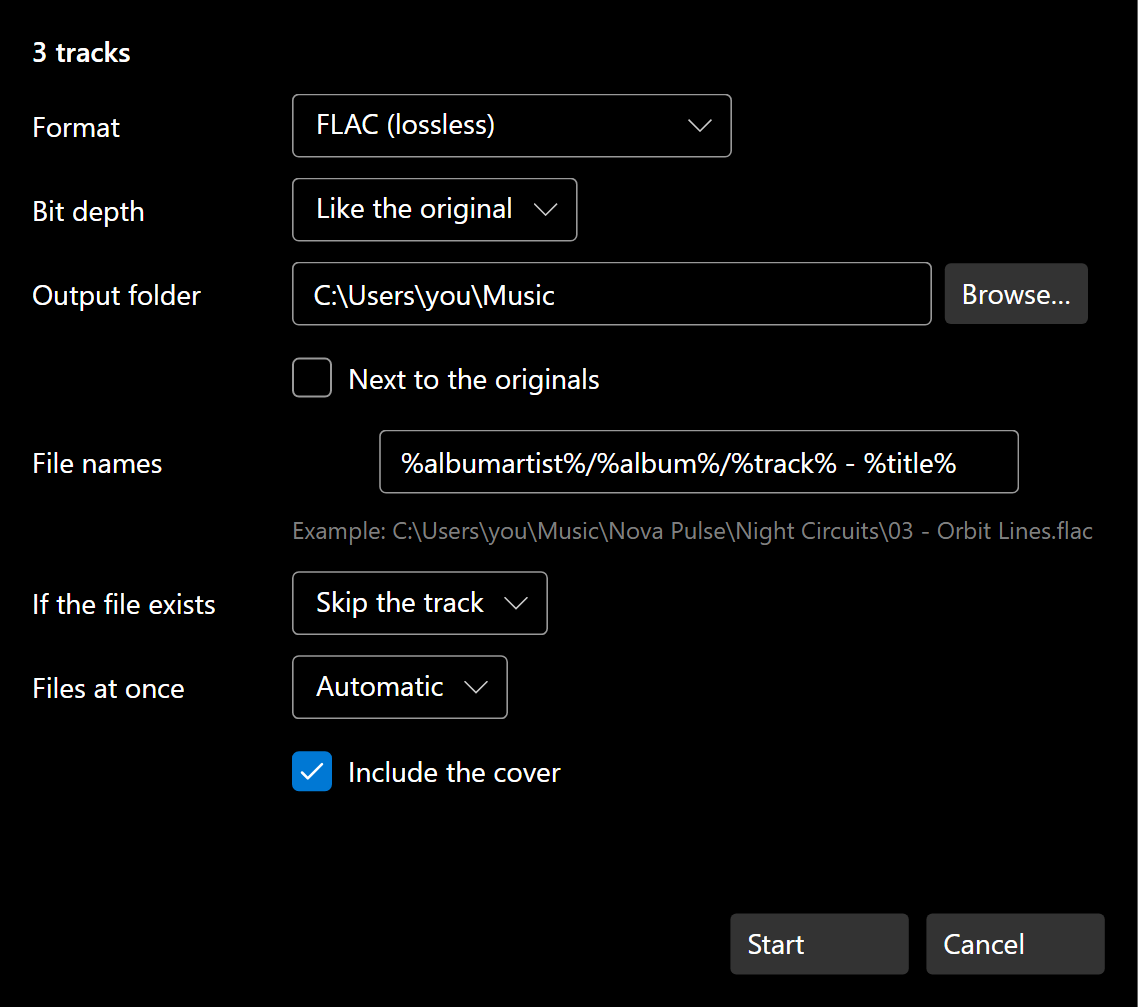 3 tracks
Format FLAC (lossless)
Bit depth Like the original
Output folder C:\Users\you\Music Browse...
Next to the originals
File names %albumartist%/%album%/%track% - %title%
Example: C:\Users\you\Music\Nova Pulse\Night Circuits\03 - Orbit Lines.flac
If the file exists Skip the track
Files at once Automatic
Include the cover
Start Cancel